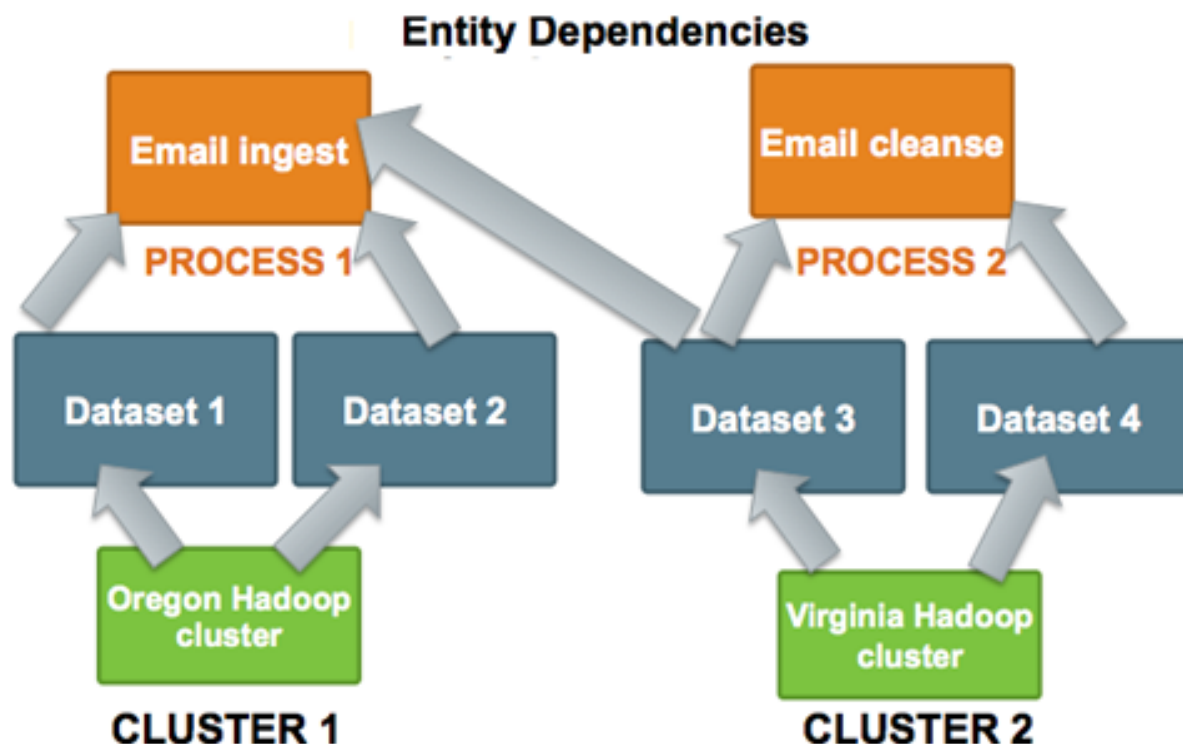 Entity Dependencies
Email ingest
Email cleanse
PROCESS 1
PROCESS 2
Dataset 1
Dataset 2
Dataset 3
Dataset 4
Oregon Hadoop
cluster
Virginia Hadoop
cluster
CLUSTER 1
CLUSTER 2